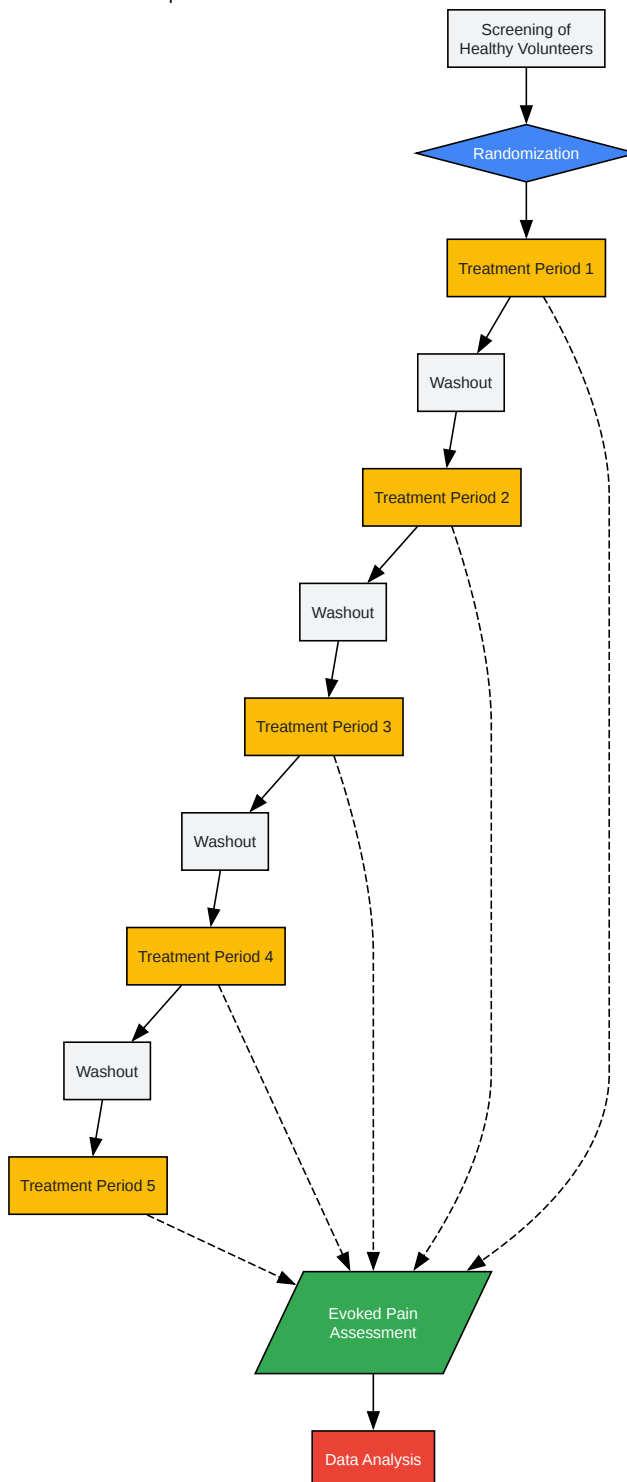 Screening of
Healthy Volunteers
Randomization
Treatment Period 1
Washout
Treatment Period 2
Washout
Treatment Period 3
Washout
Treatment Period 4
Washout
Treatment Period 5
Evoked Pain
Assessment
Data Analysis